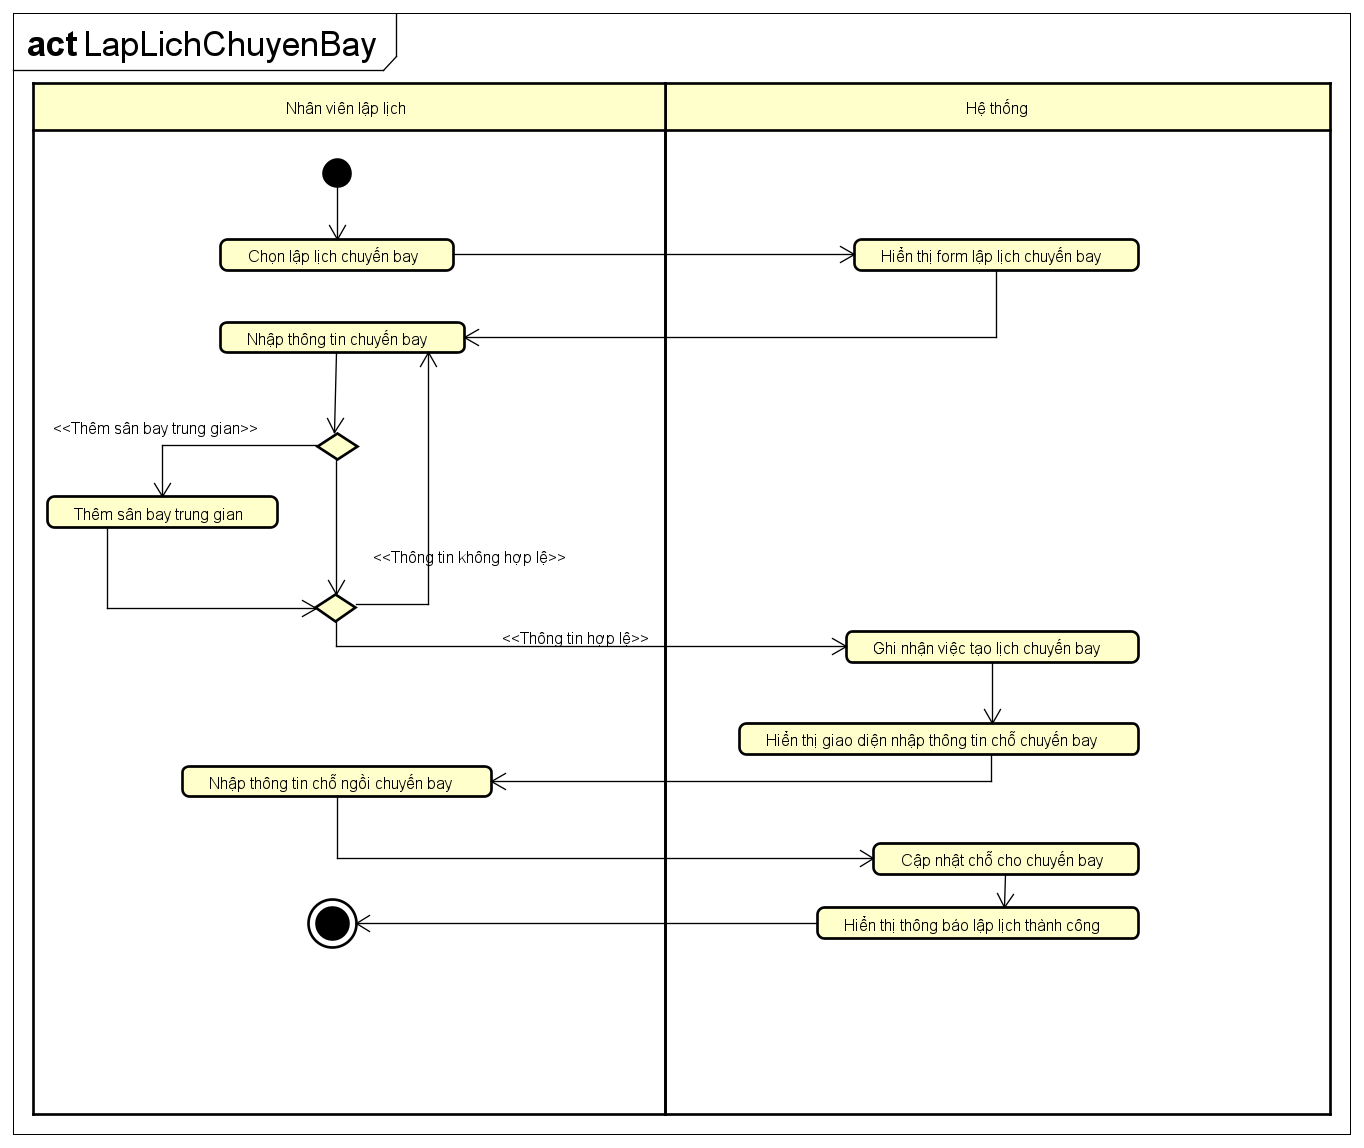 act LapLichChuyenBay
Nhân viên lập lịch
Hệ thống
Chọn lập lịch chuyến bay
Hiển thị form lập lịch chuyến bay
Nhập thông tin chuyến bay
<<Thêm sân bay trung gian>>
Thêm sân bay trung gian
<<Thông tin không hợp lệ>>
<<Thông tin hợp lệ>>
Ghi nhận việc tạo lịch chuyến bay
Hiển thị giao diện nhập thông tin chỗ chuyến bay
Nhập thông tin chỗ ngồi chuyến bay
Cập nhật chỗ cho chuyến bay
Hiển thị thông báo lập lịch thành công